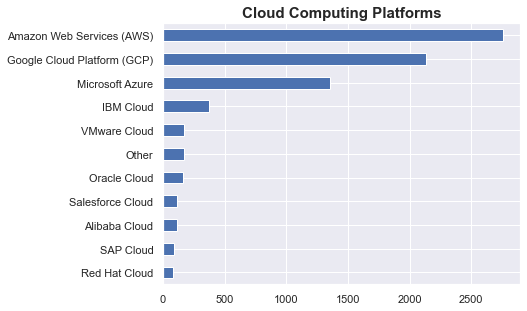 Cloud Computing Platforms
Amazon Web Services (AWS)
Google Cloud Platform (GCP)
Microsoft Azure
IBM Cloud
VMware Cloud
Other
Oracle Cloud
Salesforce Cloud
Alibaba Cloud
SAP Cloud
Red Hat Cloud
0 500 1000 1500 2000 2500